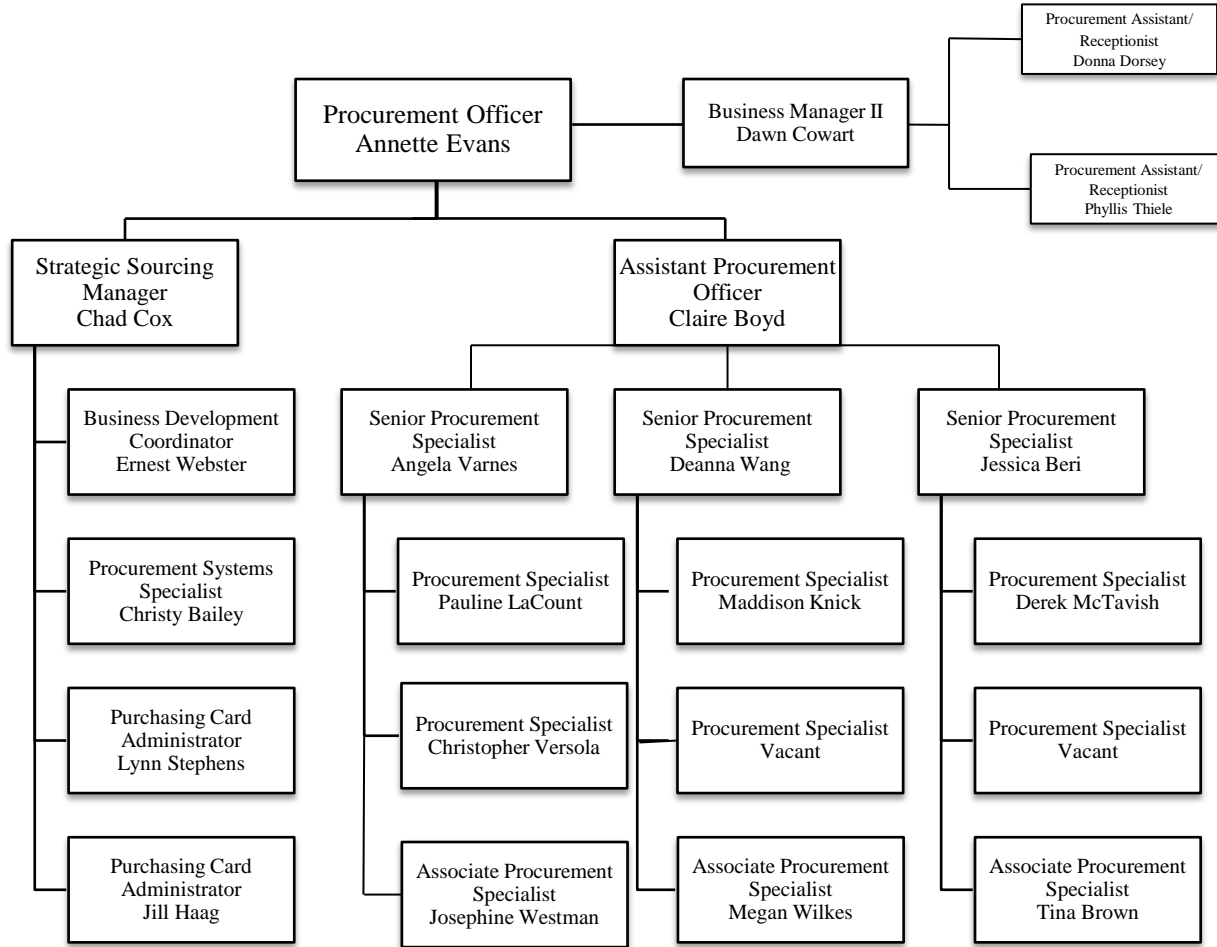 Procurement Assistant/
Receptionist
Donna Dorsey
Procurement Officer
Annette Evans
Business Manager II
Dawn Cowart
Procurement Assistant/
Receptionist
Phyllis Thiele
Strategic Sourcing
Manager
Chad Cox
Assistant Procurement
Officer
Claire Boyd
Business Development
Coordinator
Ernest Webster
Procurement Systems
Specialist
Christy Bailey
Purchasing Card
Administrator
Lynn Stephens
Purchasing Card
Administrator
Jill Haag
Senior Procurement
Specialist
Angela Varnes
Procurement Specialist
Pauline LaCount
Procurement Specialist
Christopher Versola
Associate Procurement
Specialist
Josephine Westman
Senior Procurement
Specialist
Deanna Wang
Procurement Specialist
Maddison Knick
Procurement Specialist
Vacant
Associate Procurement
Specialist
Megan Wilkes
Senior Procurement
Specialist
Jessica Beri
Procurement Specialist
Derek McTavish
Procurement Specialist
Vacant
Associate Procurement
Specialist
Tina Brown